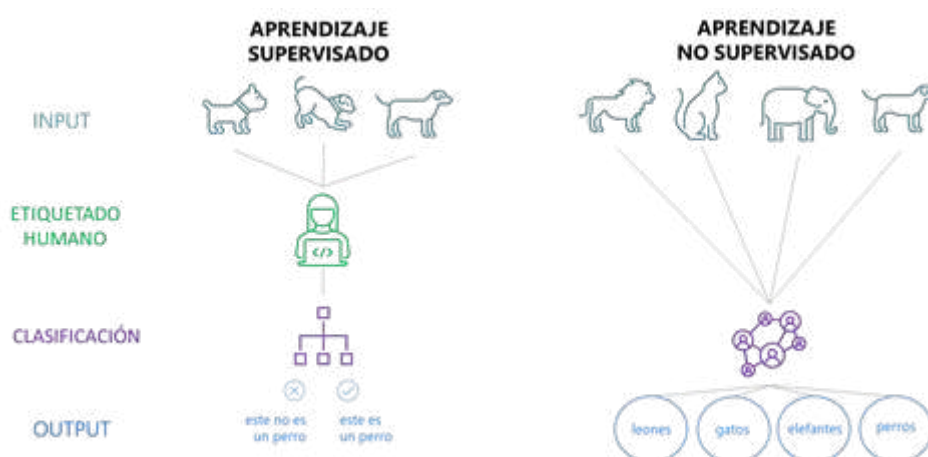 APRENDIZAJE
SUPERVISADO
APRENDIZAJE
NO SUPERVISADO
INPUT
ETIQUETADO
HUMANO
</>
CLASIFICACIÓN
OUTPUT
este no es
un perro
este es
un perro
leones
gatos
elefantes
perros